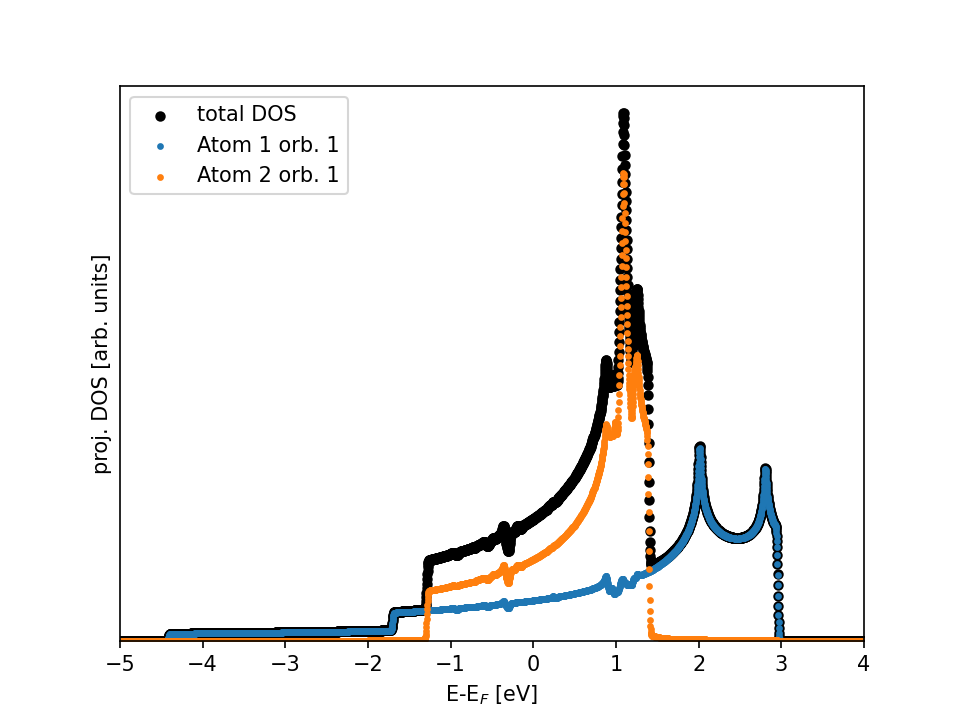 total DOS
Atom 1 orb. 1
Atom 2 orb. 1
proj. DOS [arb. units]
−5 −4 −3 −2 −1 0 1 2 3 4
E-E_F [eV]